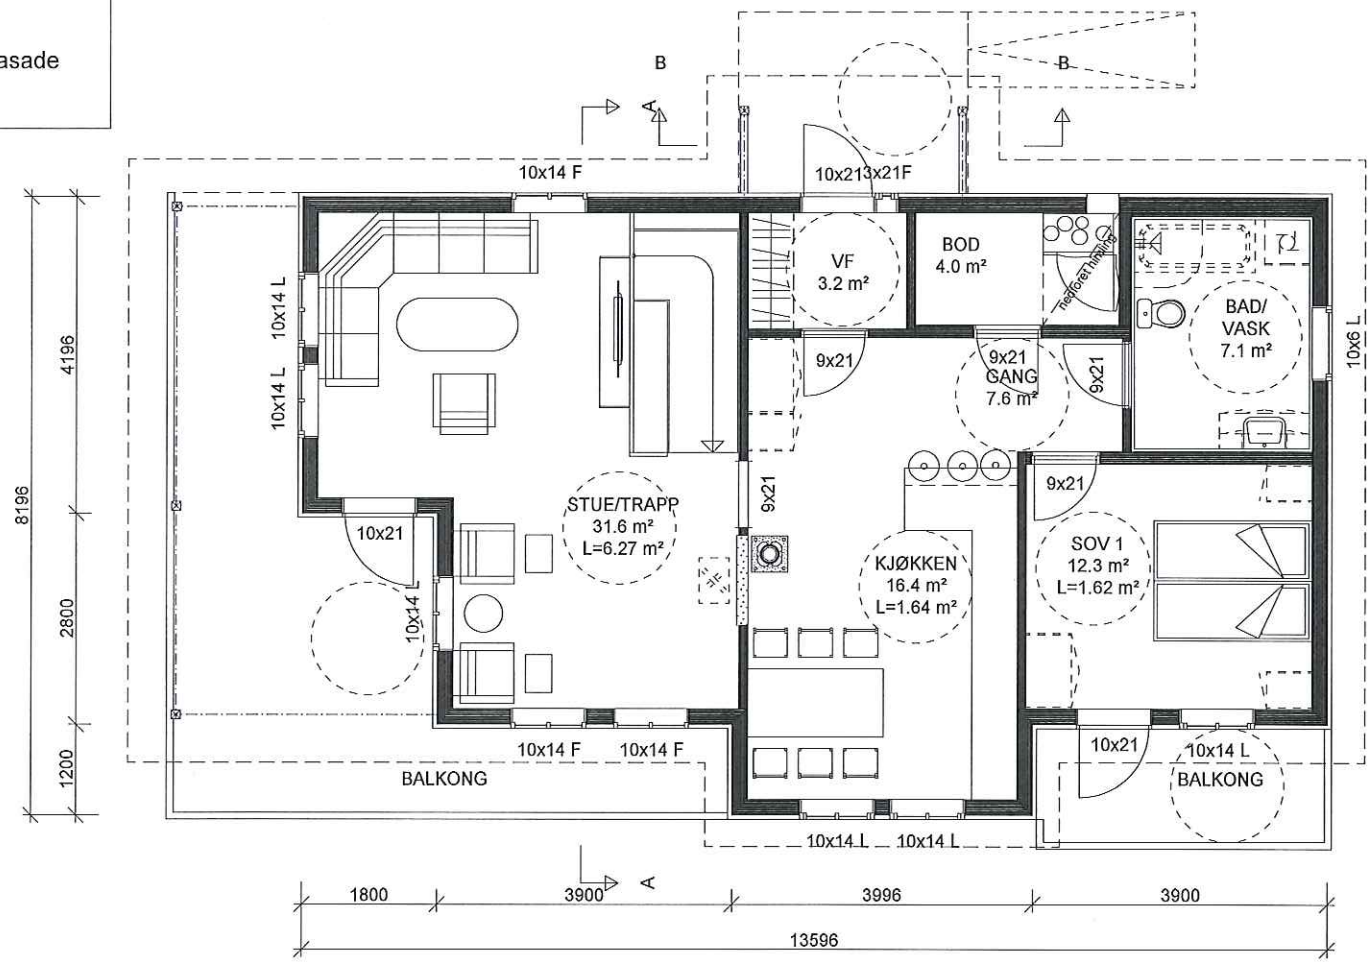 asade
B
B
A
10x14 F
10x21
3x21F
BOD
4.0 m²
VF
3.2 m²
nedforet himling
BAD/
VASK
7.1 m²
10x14 L
10x14 L
10x6 L
4196
8196
2800
1200
9x21
9x21
9x21
GANG
7.6 m²
9x21
9x21
STUE/TRAPP
31.6 m²
L=6.27 m²
10x21
10x14 L
KJØKKEN
16.4 m²
L=1.64 m²
SOV 1
12.3 m²
L=1.62 m²
10x14 F
10x14 F
10x21
10x14 L
BALKONG
BALKONG
10x14 L
10x14 L
A
1800
3900
3996
3900
13596